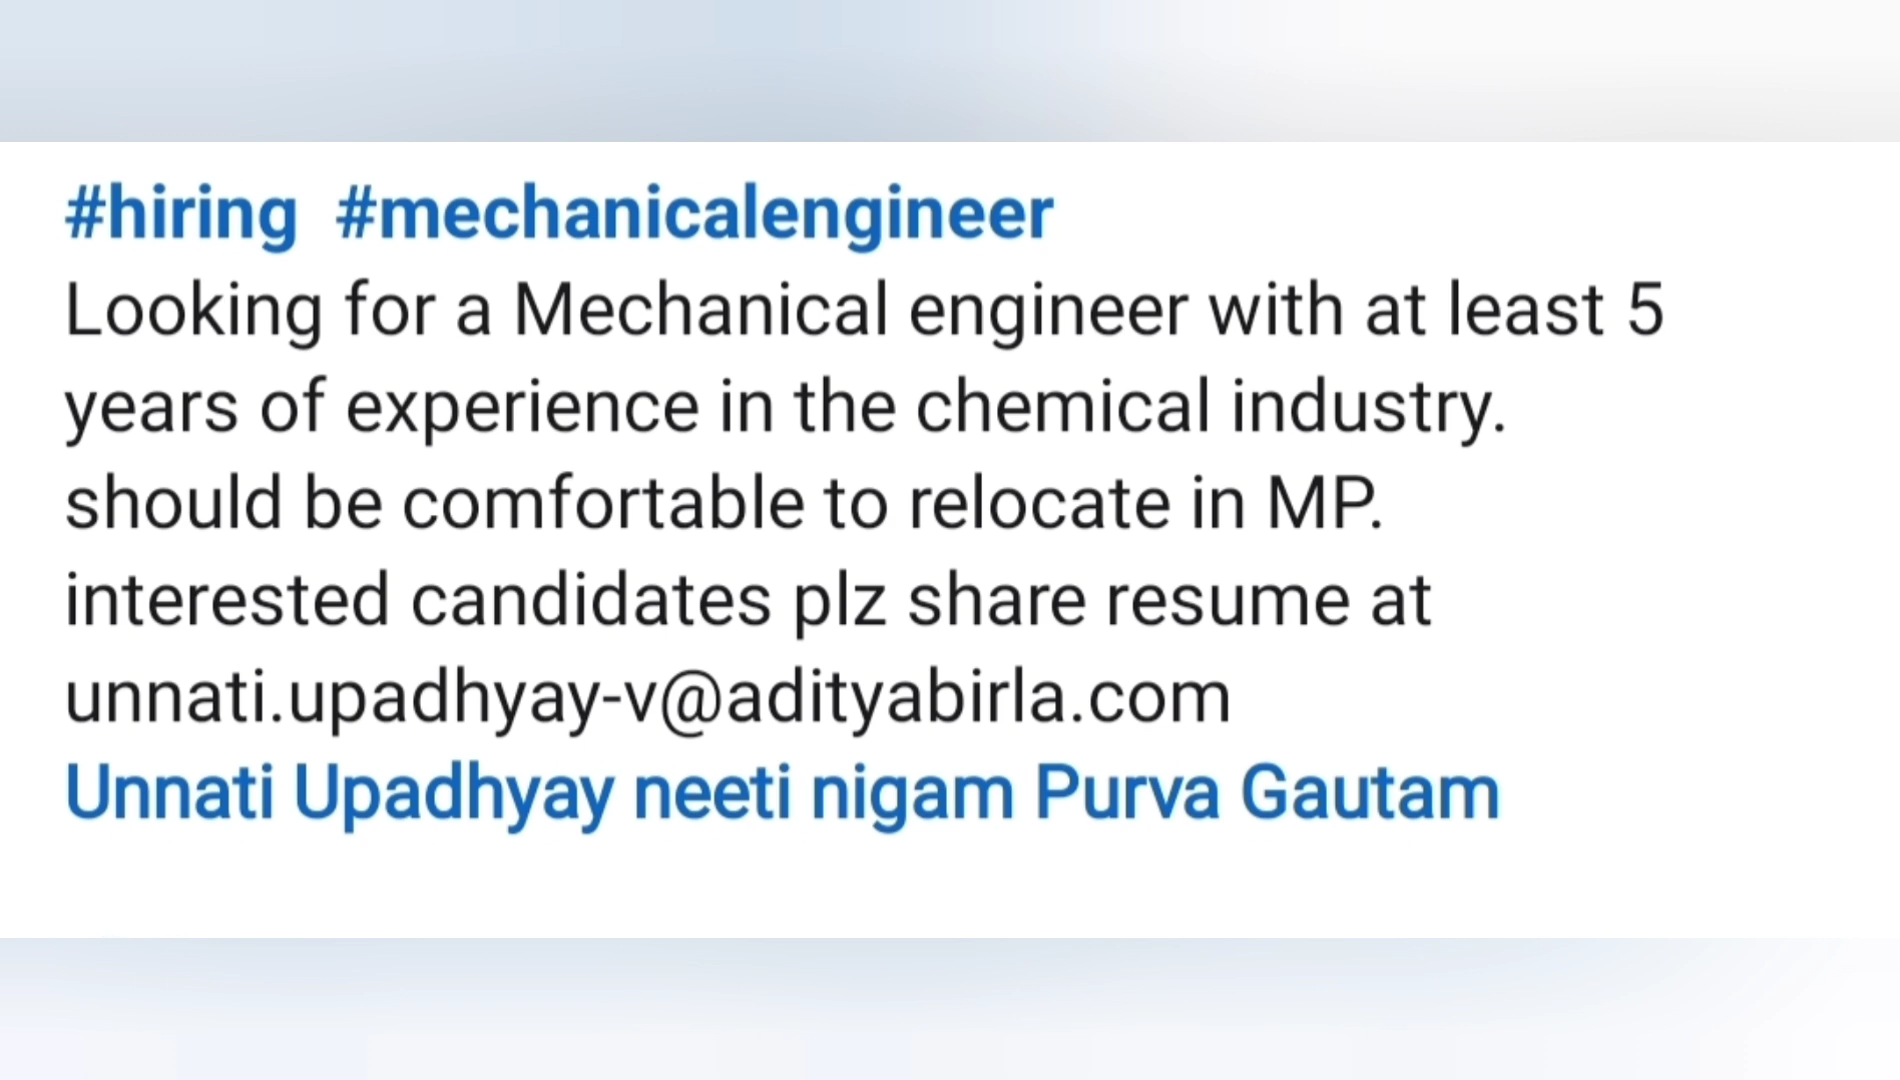 #hiring #mechanicalengineer
Looking for a Mechanical engineer with at least 5
years of experience in the chemical industry.
should be comfortable to relocate in MP.
interested candidates plz share resume at
unnati.upadhyay-v@adityabirla.com
Unnati Upadhyay neeti nigam Purva Gautam